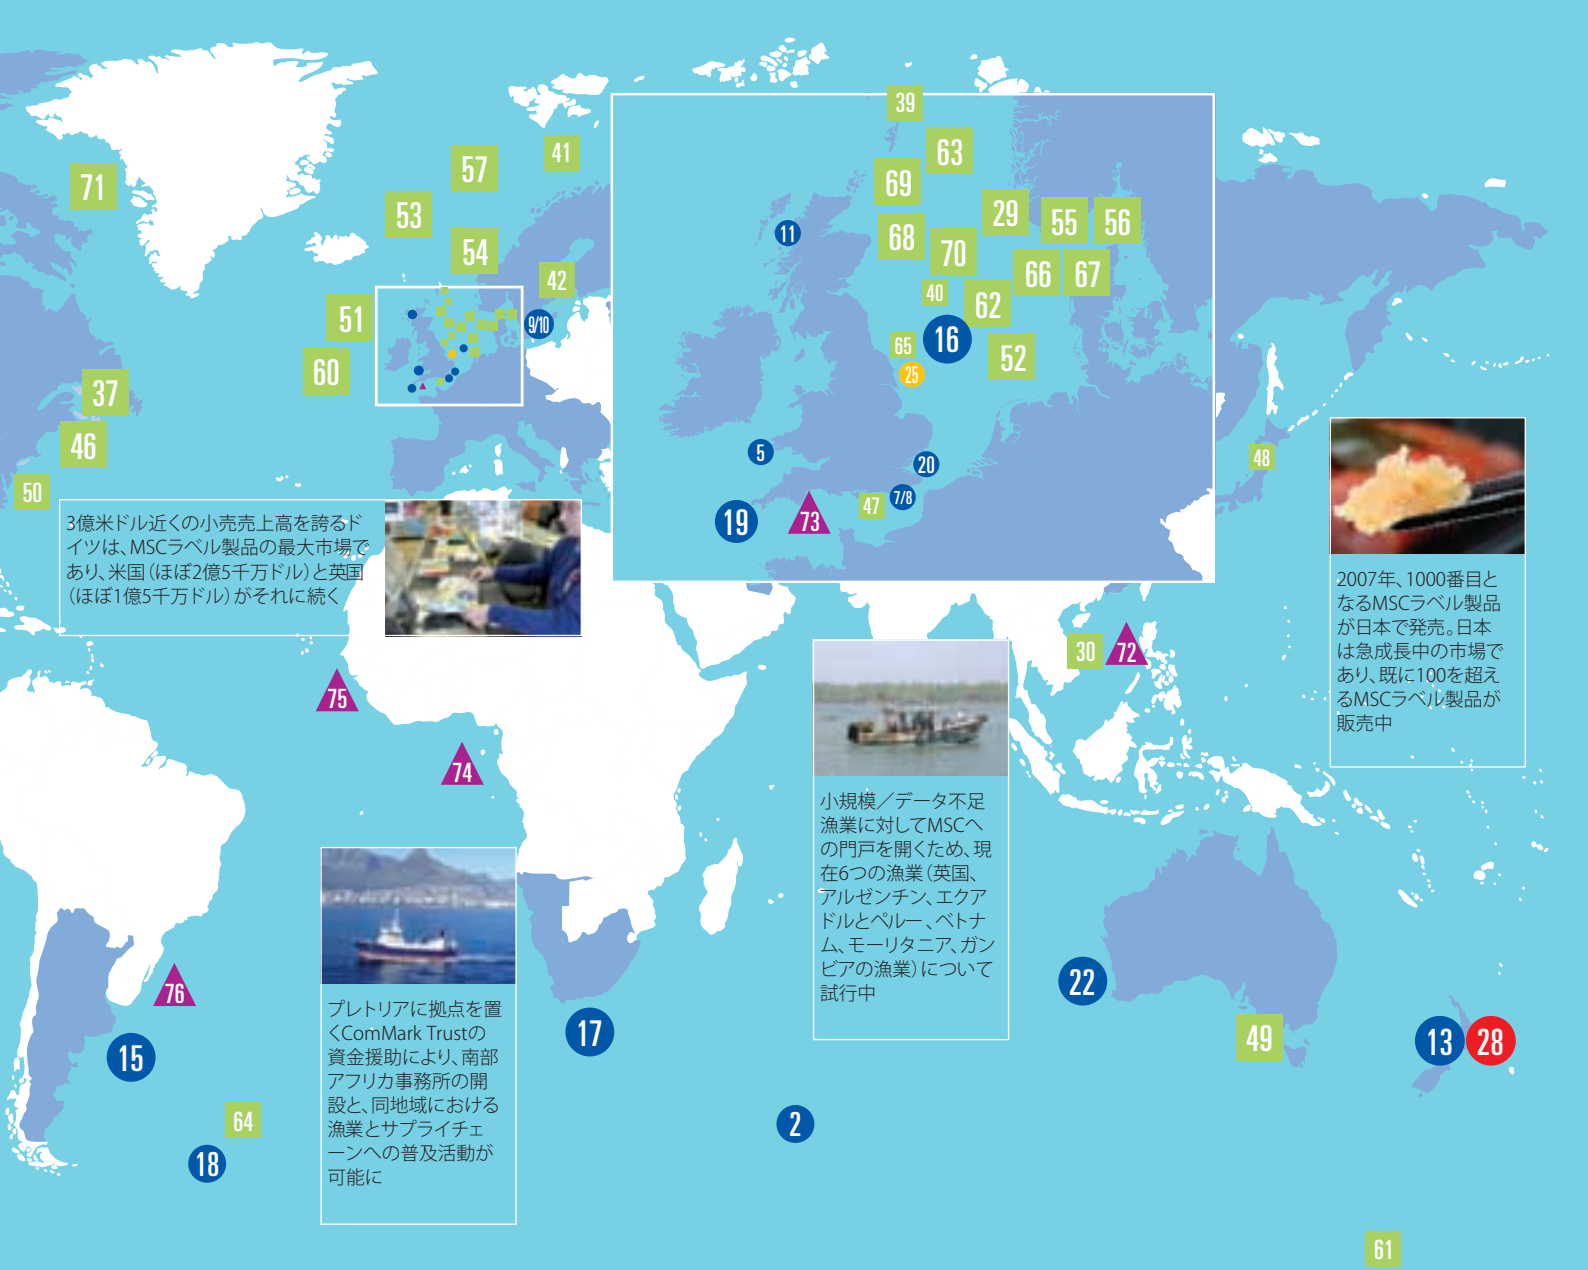 39
41
63
57
71
69
53
29
55
56
11
68
54
70
66
67
42
40
62
51
9/10
16
65
52
60
25
37
46
5
48
20
50
47
7/8
19
73
3億米ドル近くの小売売上高を誇るド
イツは、MSCラベル製品の最大市場で
あり、米国(ほぼ2億5千万ドル)と英国
(ほぼ1億5千万ドル)がそれに続く
2007年、1000番目と
なるMSCラベル製品
が日本で発売。日本
は急成長中の市場で
あり、既に100を超え
るMSCラベル製品が
販売中
30
72
75
74
小規模/データ不足
漁業に対してMSCへ
の門戸を開くため、現
在6つの漁業(英国、
アルゼンチン、エクア
ドルとペルー、ベトナ
ム、モーリタニア、ガン
ビアの漁業)について
試行中
76
22
プレトリアに拠点を置
くComMark Trustの
資金援助により、南部
アフリカ事務所の開
設と、同地域における
漁業とサプライチェ
ーンへの普及活動が
可能に
17
49
13
28
15
64
2
18
61